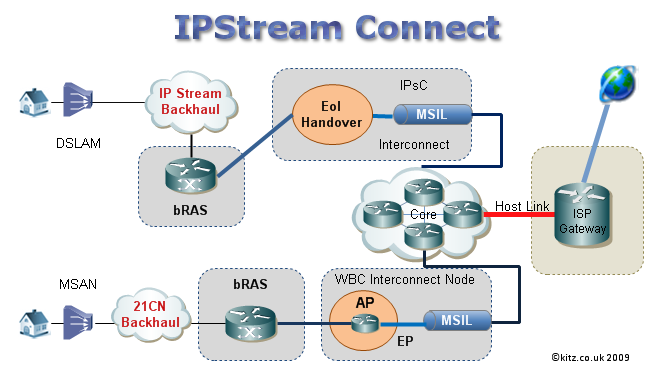 IPStream Connect
IP Stream
Backhaul
DSLAM
bRAS
EoI
Handover
IPsC
MSIL
Interconnect
Core
Host Link
ISP
Gateway
MSAN
21CN
Backhaul
bRAS
WBC Interconnect Node
AP
EP
MSIL
©kitz.co.uk 2009